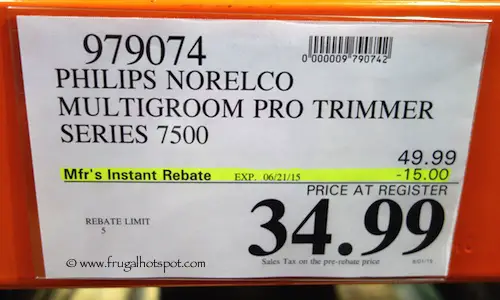 979074
0"000009"790742"
PHILIPS NORELCO
MULTIGROOM PRO TRIMMER
SERIES 7500
49.99
Mfr's Instant Rebate EXP. 06/21/15 -15.00
PRICE AT REGISTER
REBATE LIMIT
5
34.99
© www.frugalhotspot.com
Sales Tax on the pre-rebate price